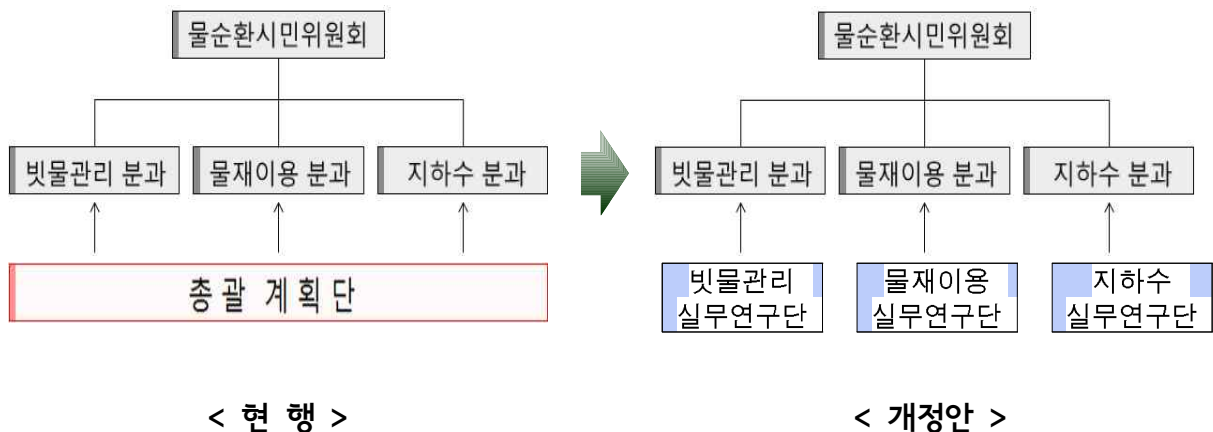 물순환시민위원회
빗물관리 분과
물재이용 분과
지하수 분과
총괄 계획단
< 현 행 >
물순환시민위원회
빗물관리 분과
물재이용 분과
지하수 분과
빗물관리
실무연구단
물재이용
실무연구단
지하수
실무연구단
< 개정안 >